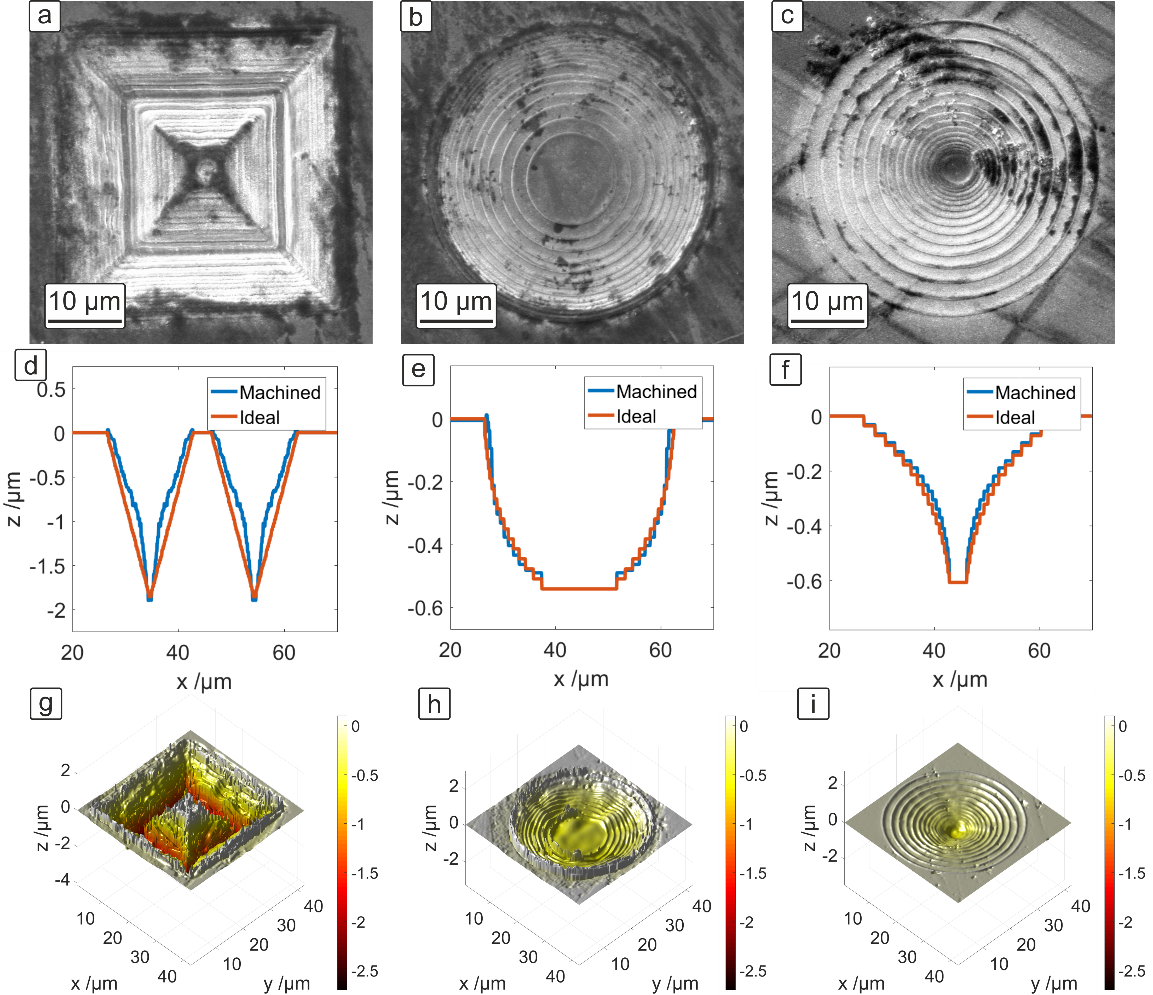 a
b
c
10 μm
10 μm
10 μm
d
e
f
0.5
0
-0.5
-1
-1.5
-2
z /μm
20
40
60
x /μm
Machined
Ideal
0
-0.2
-0.4
-0.6
z /μm
20
40
60
x /μm
Machined
Ideal
0
-0.2
-0.4
-0.6
z /μm
20
40
60
x /μm
Machined
Ideal
g
h
i
2
0
-2
-4
z /μm
10
20
30
40
x /μm
10
20
30
40
y /μm
0
-0.5
-1
-1.5
-2
-2.5
2
0
-2
z /μm
10
20
30
40
x /μm
10
20
30
40
y /μm
0
-0.5
-1
-1.5
-2
-2.5
2
0
-2
z /μm
10
20
30
40
x /μm
10
20
30
40
y /μm
0
-0.5
-1
-1.5
-2
-2.5